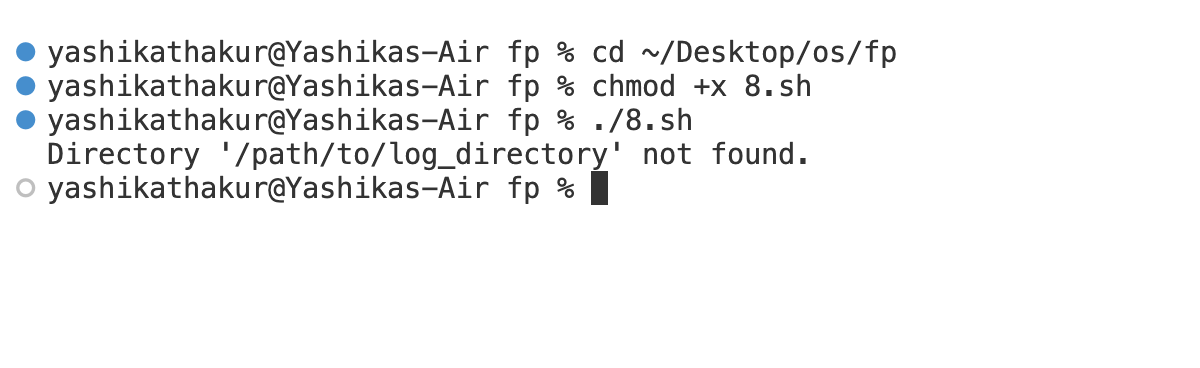 yashikathakur@Yashikas-Air fp % cd ~/Desktop/os/fp
yashikathakur@Yashikas-Air fp % chmod +x 8.sh
yashikathakur@Yashikas-Air fp % ./8.sh
Directory '/path/to/log_directory' not found.
yashikathakur@Yashikas-Air fp %